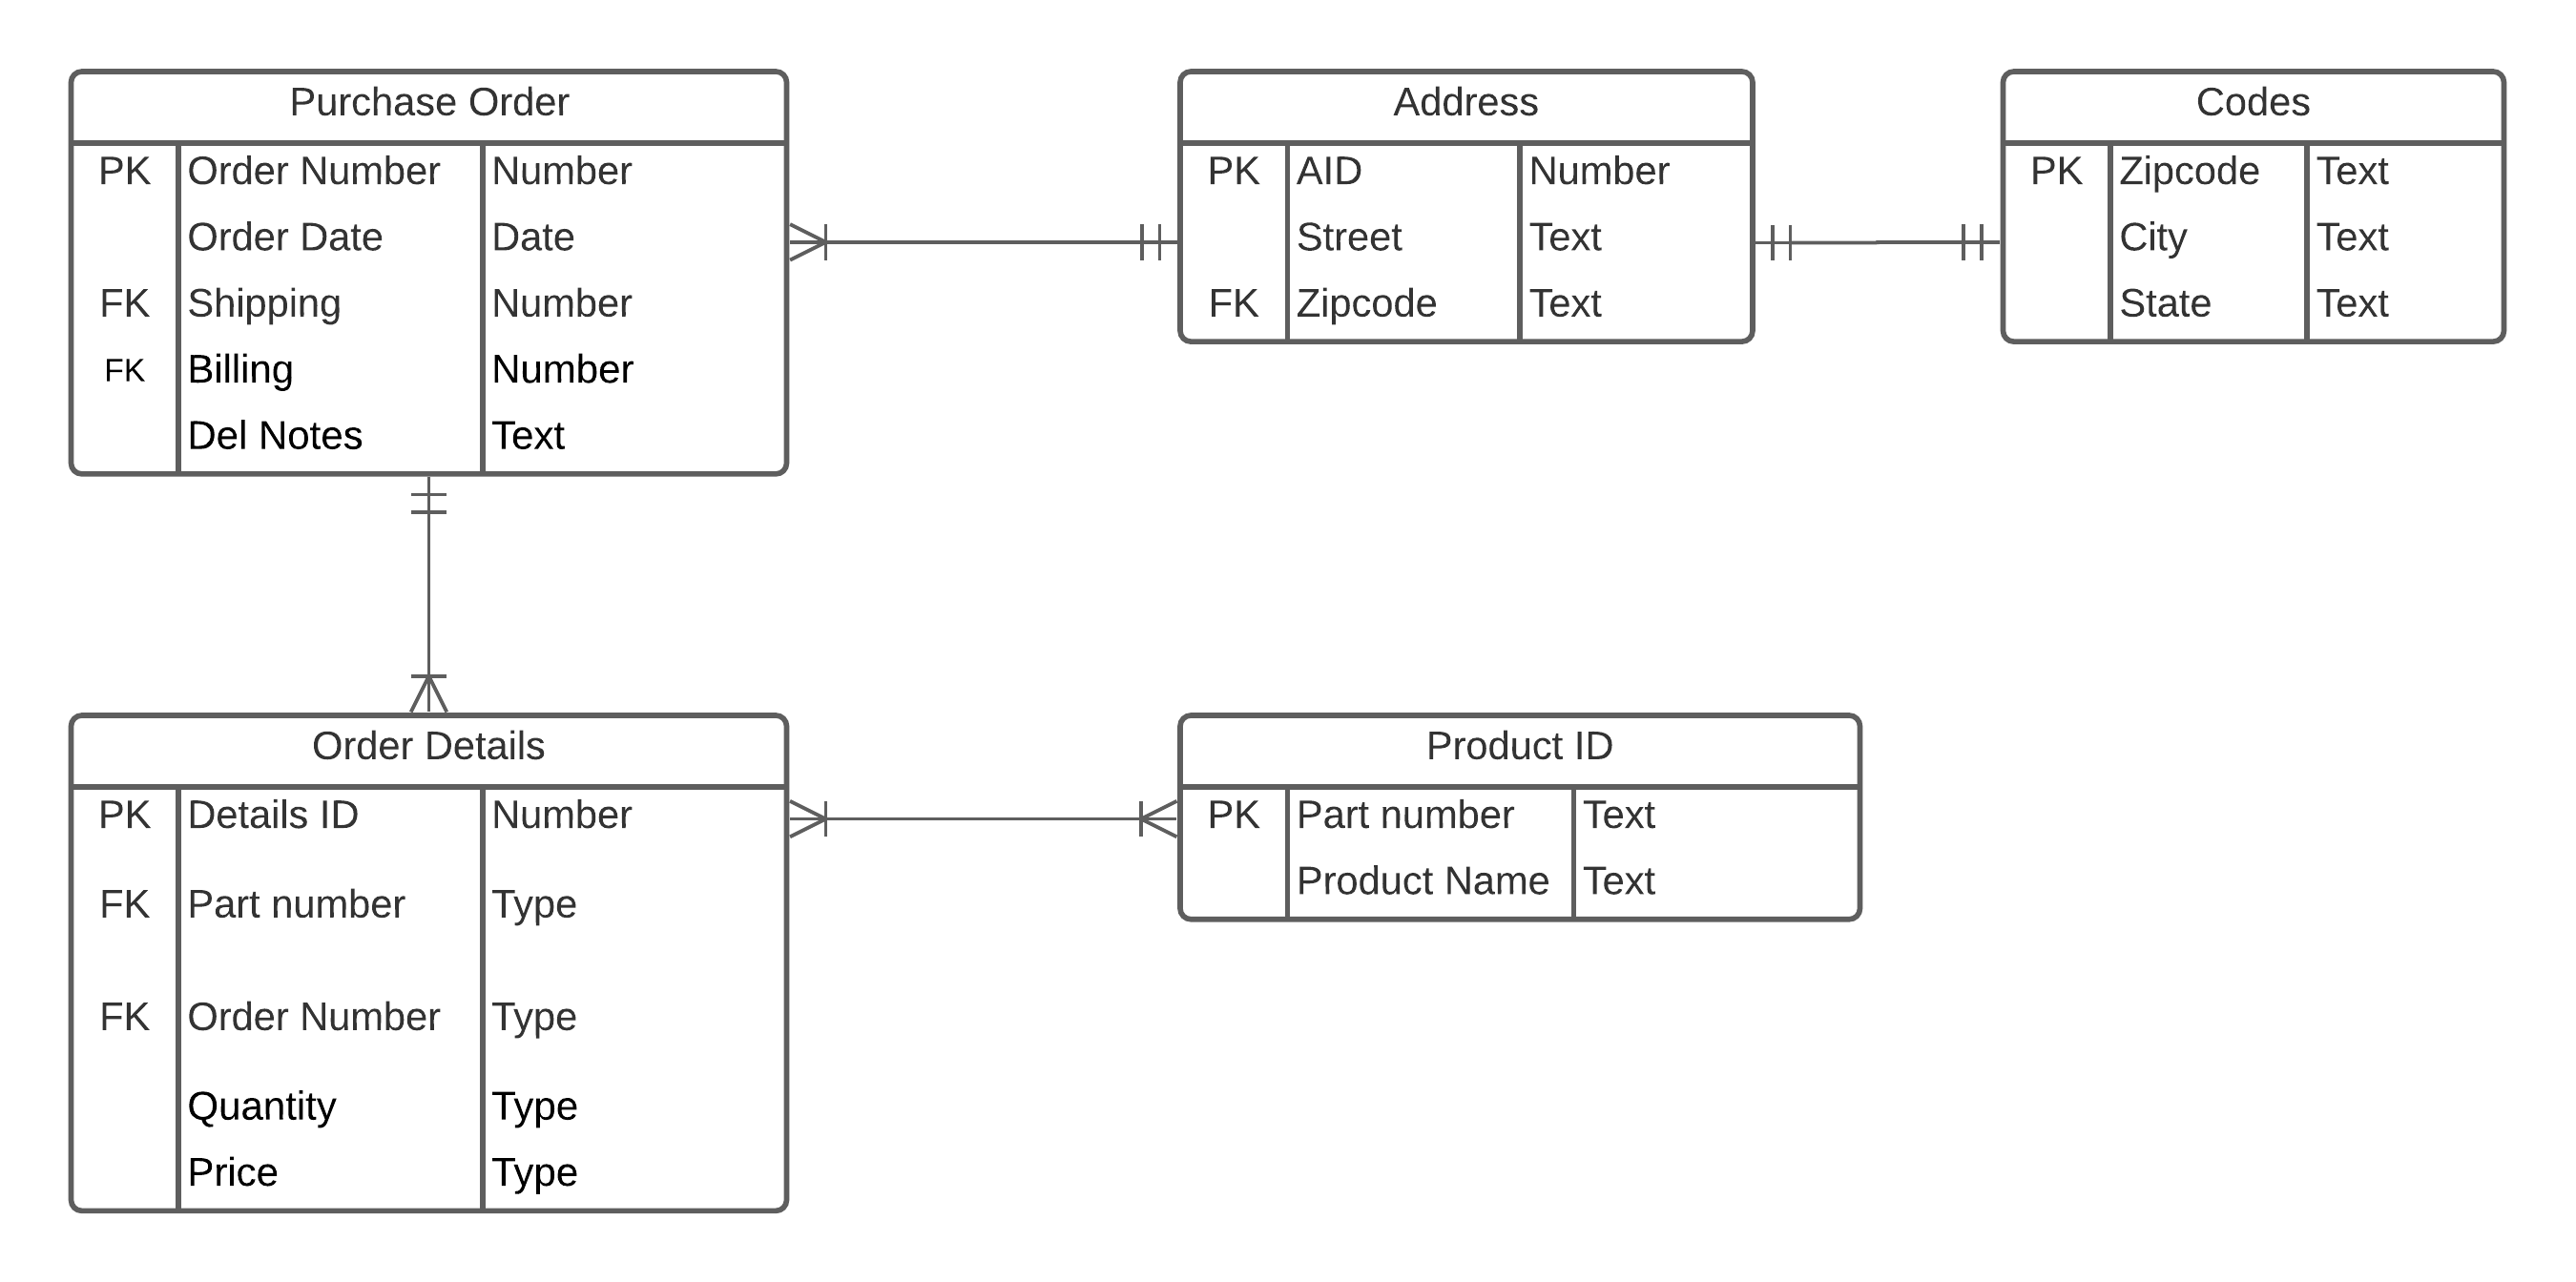 Purchase Order
PK Order Number Number
Order Date Date
FK Shipping Number
FK Billing Number
Del Notes Text
Address
PK AID Number
Street Text
FK Zipcode Text
Codes
PK Zipcode Text
City Text
State Text
Order Details
PK Details ID Number
FK Part number Type
FK Order Number Type
Quantity Type
Price Type
Product ID
PK Part number Text
Product Name Text